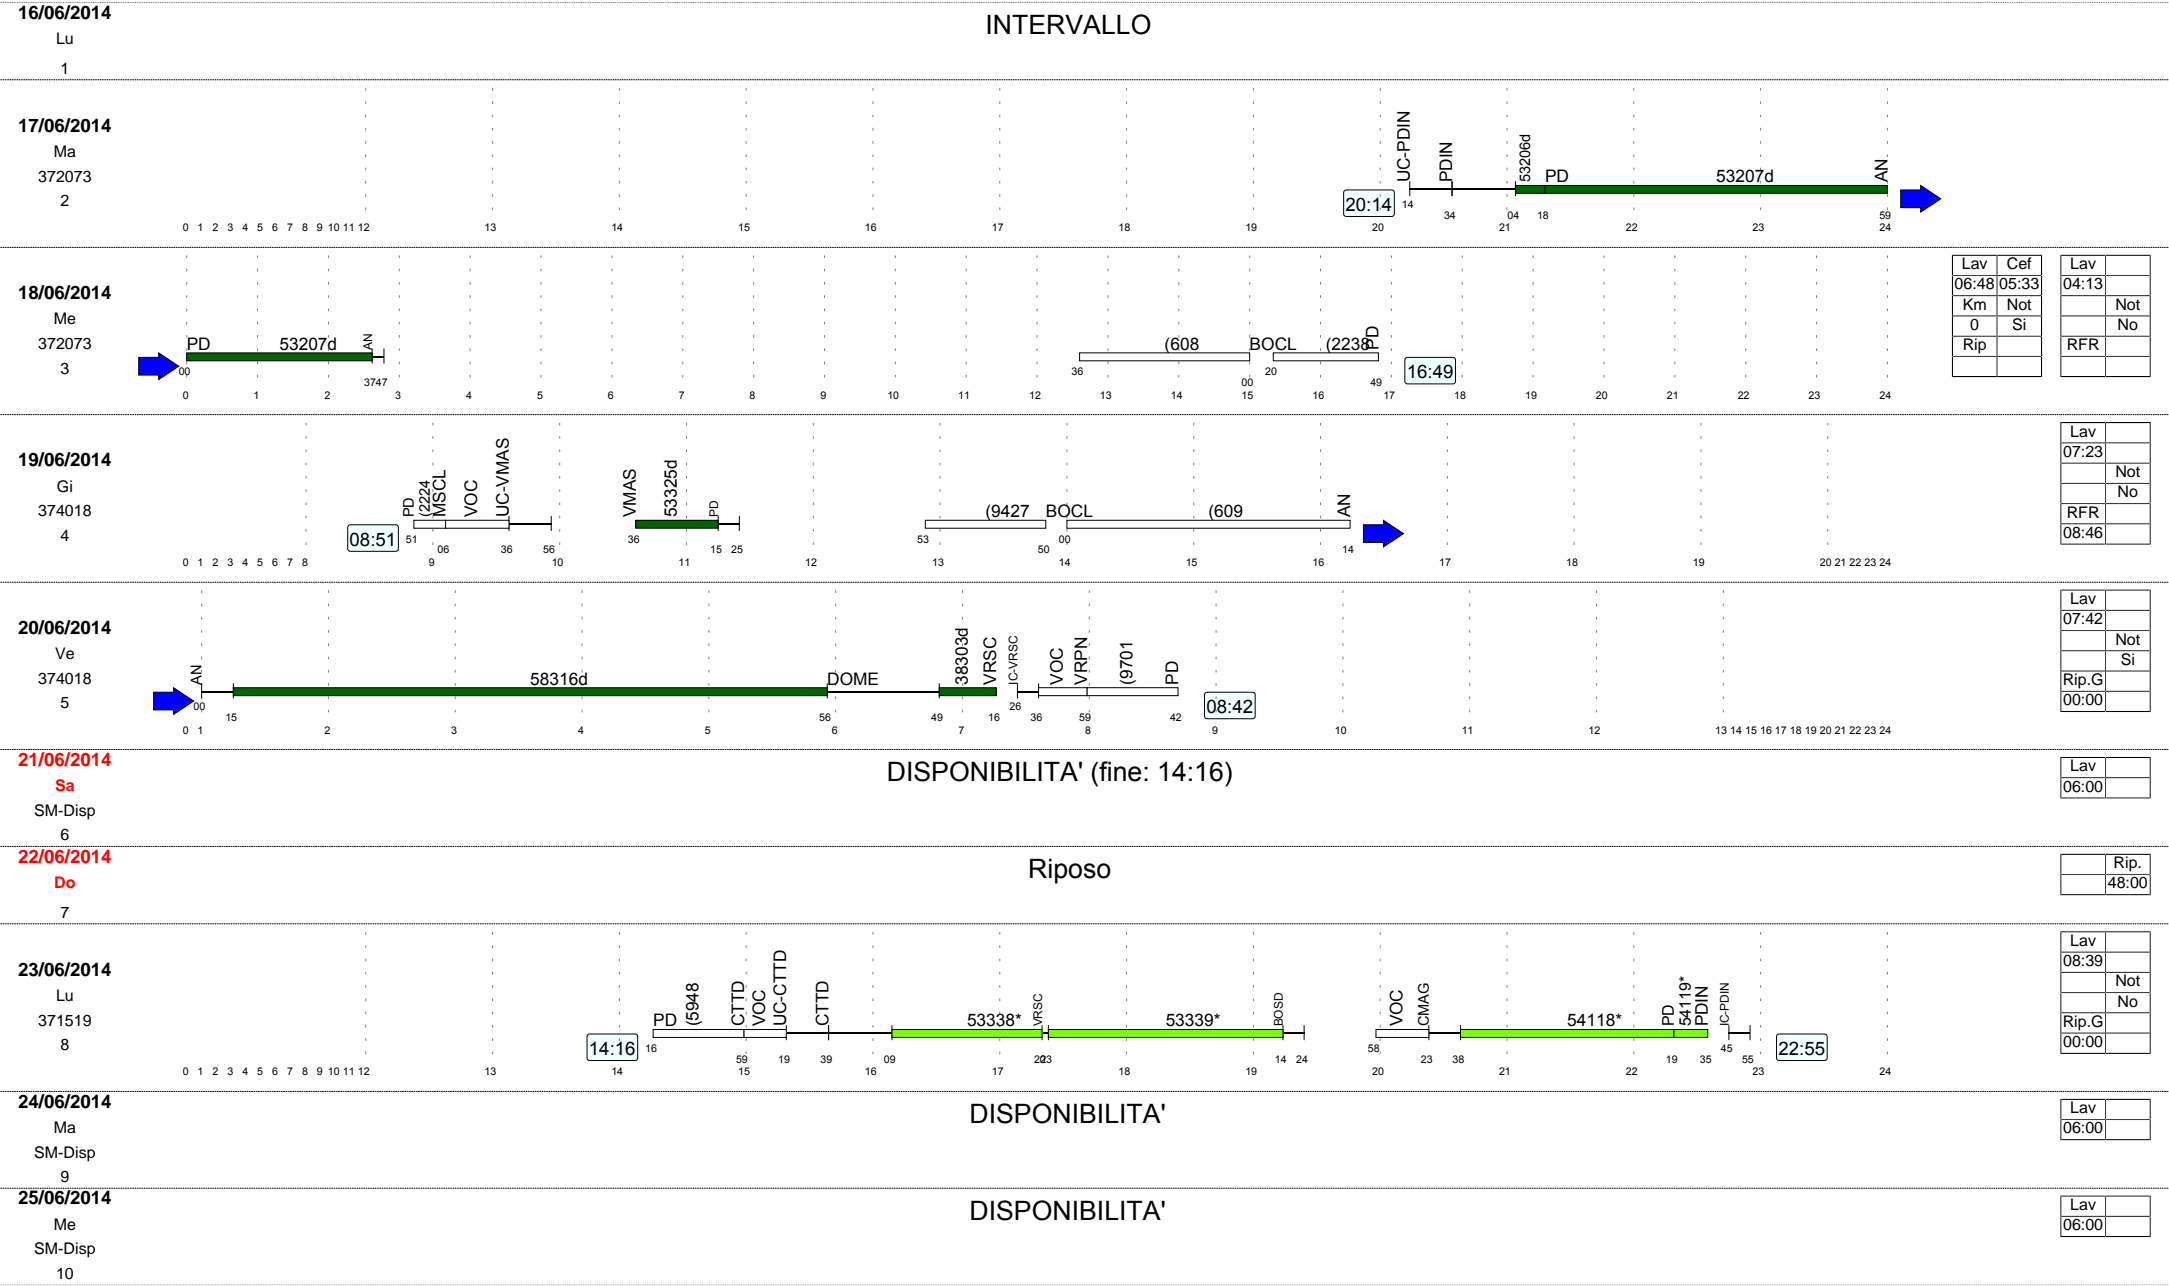 16/06/2014
Lu
1
INTERVALLO
17/06/2014
Ma
372073
2
UC-PDIN PDIN 53206d PD 53207d AN
20:14 14 34 04 18 59
0 1 2 3 4 5 6 7 8 9 10 11 12 13 14 15 16 17 18 19 20 21 22 23 24
18/06/2014
Me
372073
3
PD 53207d AN (608 BOCL (2238 PD
00 3747 36 00 20 49 16:49
0 1 2 3 4 5 6 7 8 9 10 11 12 13 14 15 16 17 18 19 20 21 22 23 24
Lav Cef Lav
06:48 05:33 04:13
Km Not Not
0 Si No
Rip RFR
19/06/2014
Gi
374018
4
PD (2224 MSCL VOC UC-VMAS VMAS 53325d PD (9427 BOCL (609 AN
08:51 51 06 36 56 36 15 25 53 50 00 14
0 1 2 3 4 5 6 7 8 9 10 11 12 13 14 15 16 17 18 19 20 21 22 23 24
Lav
07:23
Not
No
RFR
08:46
20/06/2014
Ve
374018
5
AN 58316d DOME 38303d VRSC IC-VRSC VOC VRPN (9701 PD
00 15 56 49 16 26 36 59 42 08:42
0 1 2 3 4 5 6 7 8 9 10 11 12 13 14 15 16 17 18 19 20 21 22 23 24
Lav
07:42
Not
Si
Rip.G
00:00
21/06/2014
Sa
SM-Disp
6
DISPONIBILITA' (fine: 14:16)
Lav
06:00
22/06/2014
Do
7
Riposo
Rip.
48:00
23/06/2014
Lu
371519
8
PD (5948 CTTD VOC UC-CTTD CTTD 53338* VRSC 53339* BOSD VOC CMAG 54118* PD 54119* PDIN IC-PDIN
14:16 16 59 19 39 09 20 23 14 24 58 23 38 19 35 45 55 22:55
0 1 2 3 4 5 6 7 8 9 10 11 12 13 14 15 16 17 18 19 20 21 22 23 24
Lav
08:39
Not
No
Rip.G
00:00
24/06/2014
Ma
SM-Disp
9
DISPONIBILITA'
Lav
06:00
25/06/2014
Me
SM-Disp
10
DISPONIBILITA'
Lav
06:00